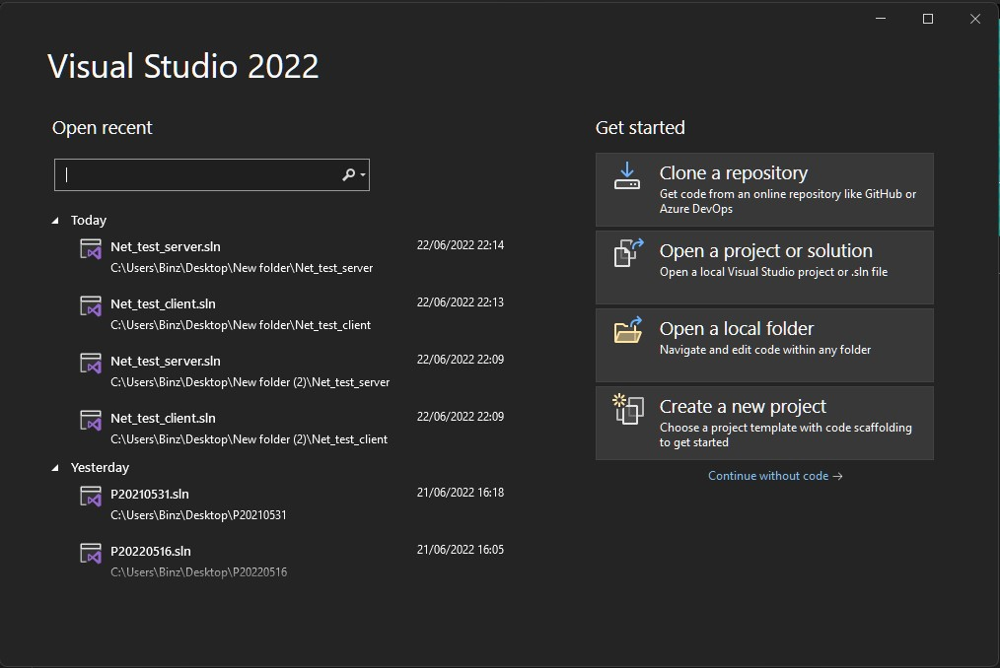 Visual Studio 2022
Open recent
Today
Net_test_server.sln 22/06/2022 22:14
C:\Users\Binz\Desktop\New folder\Net_test_server
Net_test_client.sln 22/06/2022 22:13
C:\Users\Binz\Desktop\New folder\Net_test_client
Net_test_server.sln 22/06/2022 22:09
C:\Users\Binz\Desktop\New folder (2)\Net_test_server
Net_test_client.sln 22/06/2022 22:09
C:\Users\Binz\Desktop\New folder (2)\Net_test_client
Yesterday
P20210531.sln 21/06/2022 16:18
C:\Users\Binz\Desktop\P20210531
P20220516.sln 21/06/2022 16:05
C:\Users\Binz\Desktop\P20220516
Get started
Clone a repository
Get code from an online repository like GitHub or
Azure DevOps
Open a project or solution
Open a local Visual Studio project or .sln file
Open a local folder
Navigate and edit code within any folder
Create a new project
Choose a project template with code scaffolding
to get started
Continue without code →